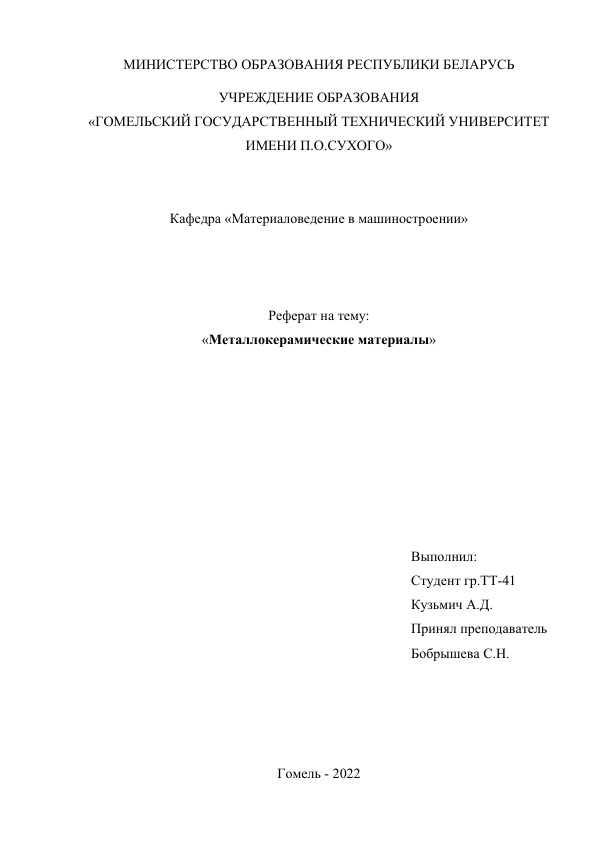 МИНИСТЕРСТВО ОБРАЗОВАНИЯ РЕСПУБЛИКИ БЕЛАРУСЬ
УЧРЕЖДЕНИЕ ОБРАЗОВАНИЯ
«ГОМЕЛЬСКИЙ ГОСУДАРСТВЕННЫЙ ТЕХНИЧЕСКИЙ УНИВЕРСИТЕТ
ИМЕНИ П.О.СУХОГО»
Кафедра «Материаловедение в машиностроении»
Реферат на тему:
«Металлокерамические материалы»
Выполнил:
Студент гр.ТТ-41
Кузьмич А.Д.
Принял преподаватель
Бобрышева С.Н.
Гомель - 2022